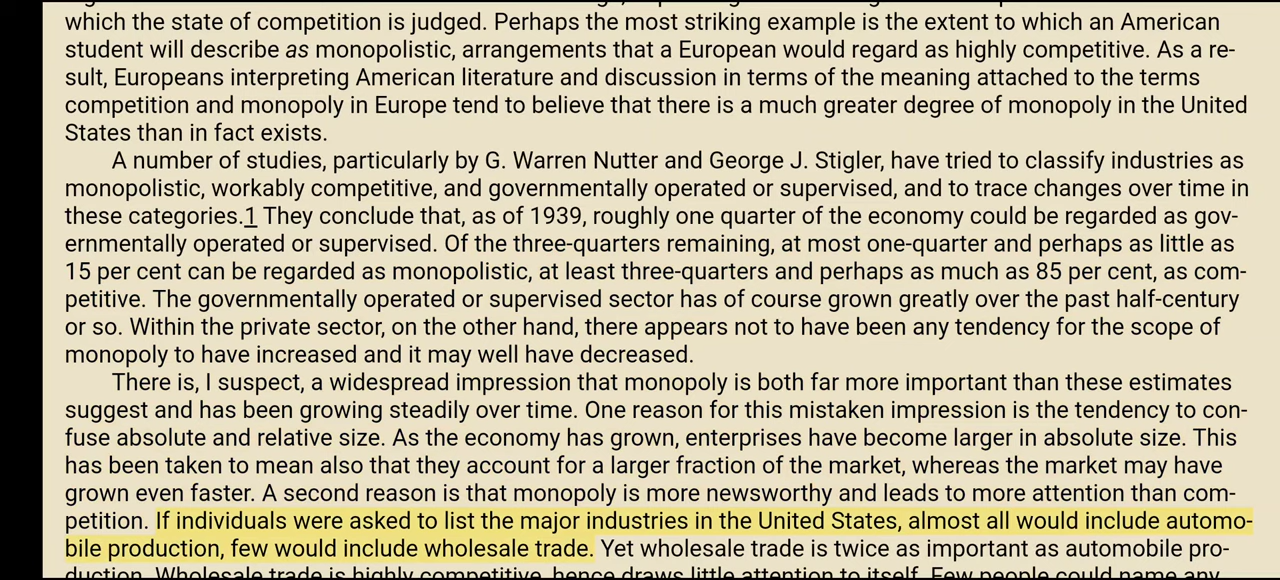 which the state of competition is judged. Perhaps the most striking example is the extent to which an American
student will describe as monopolistic, arrangements that a European would regard as highly competitive. As a re-
sult, Europeans interpreting American literature and discussion in terms of the meaning attached to the terms
competition and monopoly in Europe tend to believe that there is a much greater degree of monopoly in the United
States than in fact exists.
A number of studies, particularly by G. Warren Nutter and George J. Stigler, have tried to classify industries as
monopolistic, workably competitive, and governmentally operated or supervised, and to trace changes over time in
these categories.1 They conclude that, as of 1939, roughly one quarter of the economy could be regarded as gov-
ernmentally operated or supervised. Of the three-quarters remaining, at most one-quarter and perhaps as little as
15 per cent can be regarded as monopolistic, at least three-quarters and perhaps as much as 85 per cent, as com-
petitive. The governmentally operated or supervised sector has of course grown greatly over the past half-century
or so. Within the private sector, on the other hand, there appears not to have been any tendency for the scope of
monopoly to have increased and it may well have decreased.
There is, I suspect, a widespread impression that monopoly is both far more important than these estimates
suggest and has been growing steadily over time. One reason for this mistaken impression is the tendency to con-
fuse absolute and relative size. As the economy has grown, enterprises have become larger in absolute size. This
has been taken to mean also that they account for a larger fraction of the market, whereas the market may have
grown even faster. A second reason is that monopoly is more newsworthy and leads to more attention than com-
petition. If individuals were asked to list the major industries in the United States, almost all would include automo-
bile production, few would include wholesale trade. Yet wholesale trade is twice as important as automobile pro-
duction. Wholesale trade is highly competitive, hence draws little attention to itself. Few people could name any